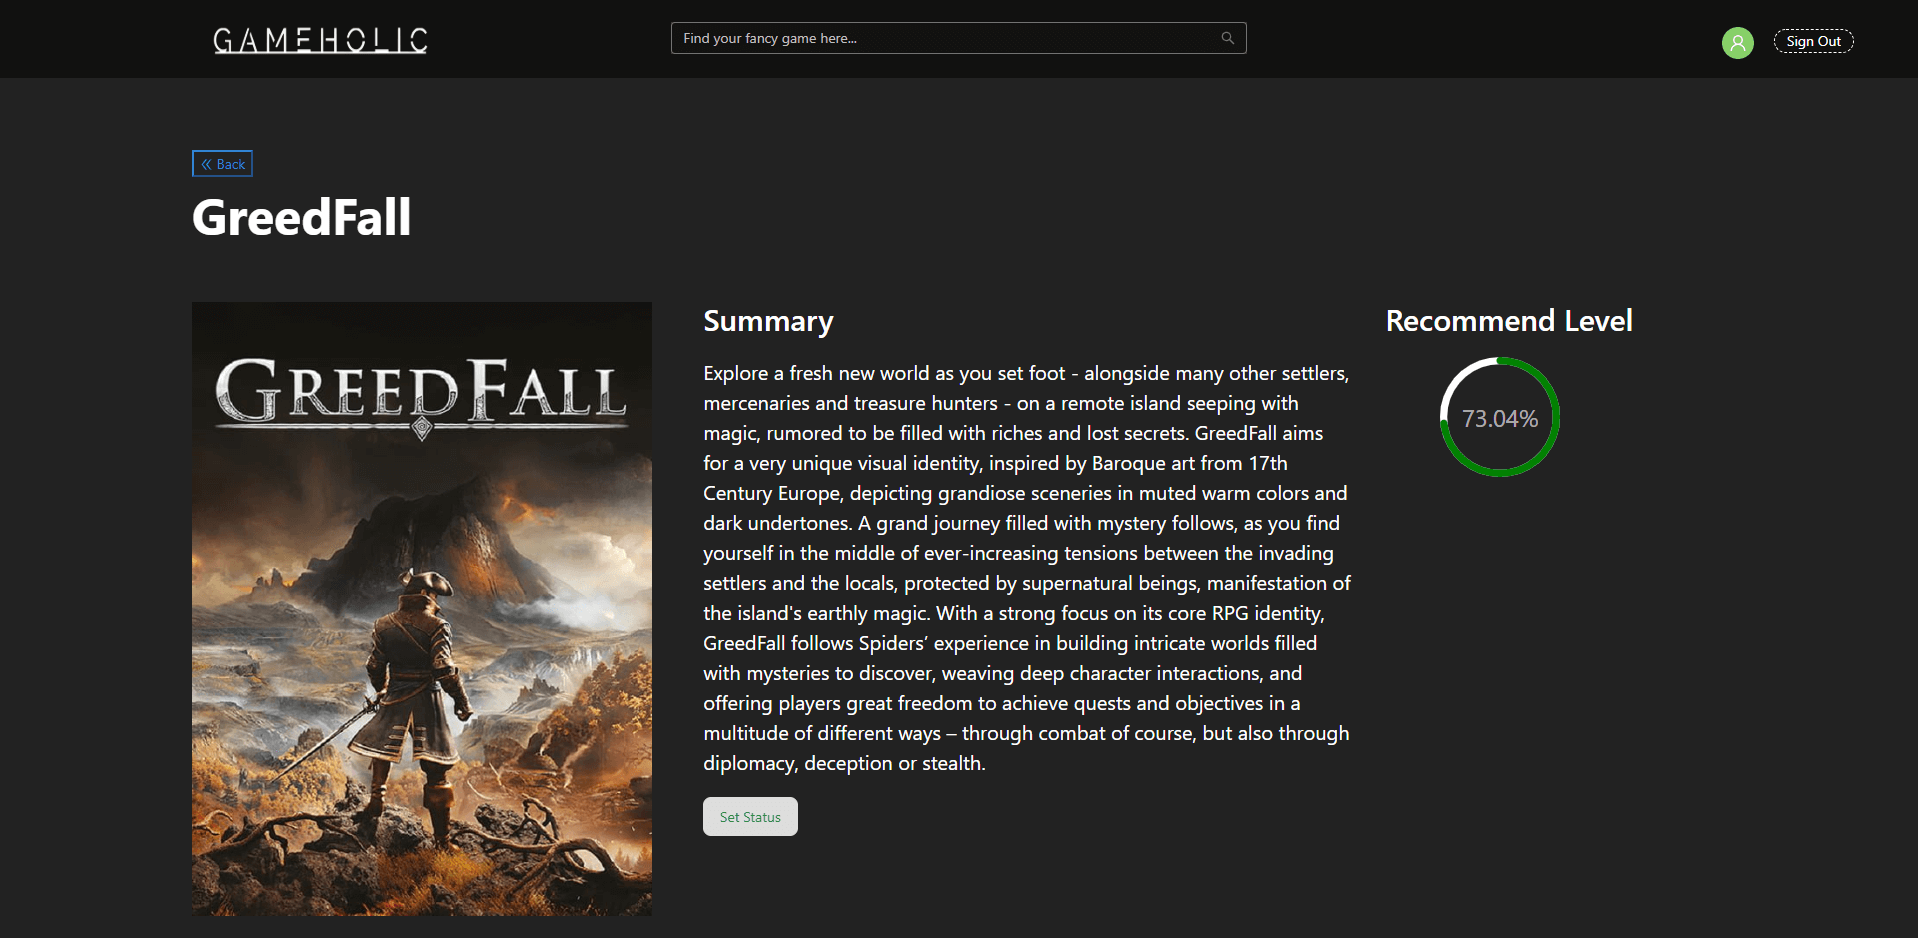 GAMEHOLIC
Find your fancy game here...
Sign Out
Back
GreedFall
GREEDFALL
Summary
Explore a fresh new world as you set foot - alongside many other settlers,
mercenaries and treasure hunters - on a remote island seeping with
magic, rumored to be filled with riches and lost secrets. GreedFall aims
for a very unique visual identity, inspired by Baroque art from 17th
Century Europe, depicting grandiose sceneries in muted warm colors and
dark undertones. A grand journey filled with mystery follows, as you find
yourself in the middle of ever-increasing tensions between the invading
settlers and the locals, protected by supernatural beings, manifestation of
the island's earthly magic. With a strong focus on its core RPG identity,
GreedFall follows Spiders’ experience in building intricate worlds filled
with mysteries to discover, weaving deep character interactions, and
offering players great freedom to achieve quests and objectives in a
multitude of different ways – through combat of course, but also through
diplomacy, deception or stealth.
Set Status
Recommend Level
73.04%